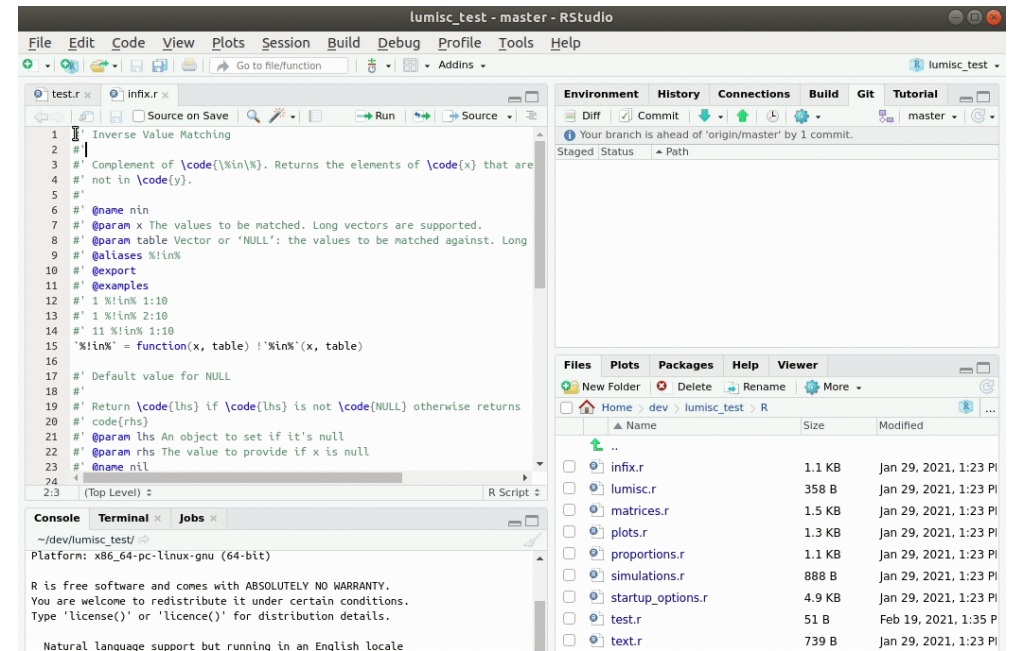 lumisc_test - master - RStudio
File Edit Code View Plots Session Build Debug Profile Tools Help
Go to file/function Addins lumisc_test
test.r infix.r
Source on Save Run Source
1 #' Inverse Value Matching
2 #'
3 #' Complement of \code{\%in\%}. Returns the elements of \code{x} that are
4 #' not in \code{y}.
5 #'
6 #' @name nin
7 #' @param x The values to be matched. Long vectors are supported.
8 #' @param table Vector or ‘NULL’: the values to be matched against. Long
9 #' @aliases %!in%
10 #' @export
11 #' @examples
12 #' 1 %!in% 1:10
13 #' 1 %!in% 2:10
14 #' 11 %!in% 1:10
15 `%!in%` = function(x, table) !`%in%`(x, table)
16
17 #' Default value for NULL
18 #'
19 #' Return \code{lhs} if \code{lhs} is not \code{NULL} otherwise returns
20 #' code{rhs}
21 #' @param lhs An object to set if it's null
22 #' @param rhs The value to provide if x is null
23 #' @name nil
24
2:3 (Top Level) R Script
Console Terminal Jobs
~/dev/lumisc_test/
Platform: x86_64-pc-linux-gnu (64-bit)
R is free software and comes with ABSOLUTELY NO WARRANTY.
You are welcome to redistribute it under certain conditions.
Type 'license()' or 'licence()' for distribution details.
Natural language support but running in an English locale
Environment History Connections Build Git Tutorial
Diff Commit master
Your branch is ahead of 'origin/master' by 1 commit.
Staged Status Path
Files Plots Packages Help Viewer
New Folder Delete Rename More
Home dev lumisc_test R ...
Name Size Modified
..
infix.r 1.1 KB Jan 29, 2021, 1:23 P
lumisc.r 358 B Jan 29, 2021, 1:23 P
matrices.r 1.5 KB Jan 29, 2021, 1:23 P
plots.r 1.3 KB Jan 29, 2021, 1:23 P
proportions.r 1.1 KB Jan 29, 2021, 1:23 P
simulations.r 888 B Jan 29, 2021, 1:23 P
startup_options.r 4.9 KB Jan 29, 2021, 1:23 P
test.r 51 B Feb 19, 2021, 1:35 P
text.r 739 B Jan 29, 2021, 1:23 P